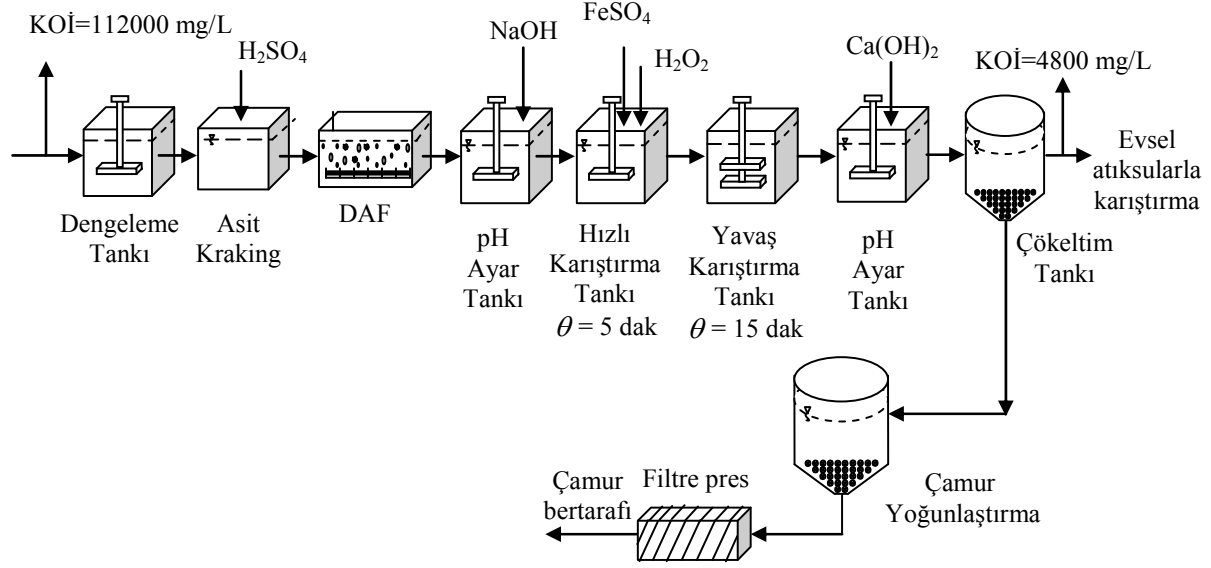 KOİ=112000 mg/L
H₂SO₄
NaOH
FeSO₄
H₂O₂
Ca(OH)₂
KOİ=4800 mg/L
Dengeleme
Tankı
Asit
Kraking
DAF
pH
Ayar
Tankı
Hızlı
Karıştırma
Tankı
θ = 5 dak
Yavaş
Karıştırma
Tankı
θ = 15 dak
pH
Ayar
Tankı
Çökeltim
Tankı
Evsel
atıksularla
karıştırma
Çamur
bertarafı
Filtre pres
Çamur
Yoğunlaştırma